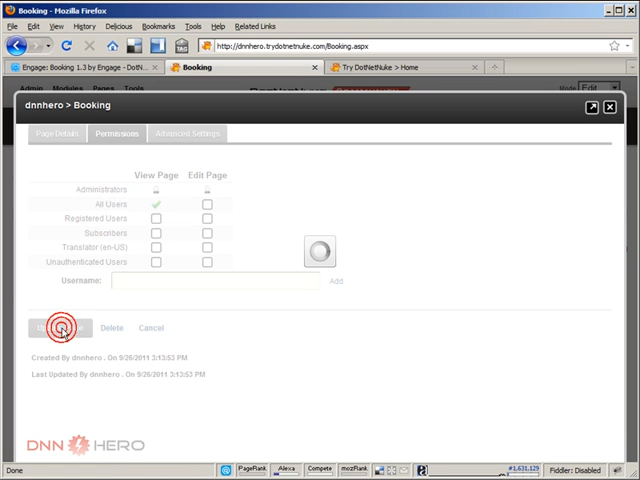 Booking - Mozilla Firefox
File Edit View History Delicious Bookmarks Tools Help Related Links
TAG
http://dnnhero.trydotnetnuke.com/Booking.aspx
Engage: Booking 1.3 by Engage - DotN...
Booking
Try DotNetNuke > Home
Admin Modules Pages Tools
Mode Edit
dnnhero > Booking
Page Details Permissions Advanced Settings
View Page Edit Page
Administrators
All Users
Registered Users
Subscribers
Translator (en-US)
Unauthenticated Users
Username: Add
Delete Cancel
Created By dnnhero . On 9/26/2011 3:13:53 PM
Last Updated By dnnhero . On 9/26/2011 3:13:53 PM
DNN HERO
Done PageRank Alexa Compete mozRank #1,631,129 Fiddler: Disabled